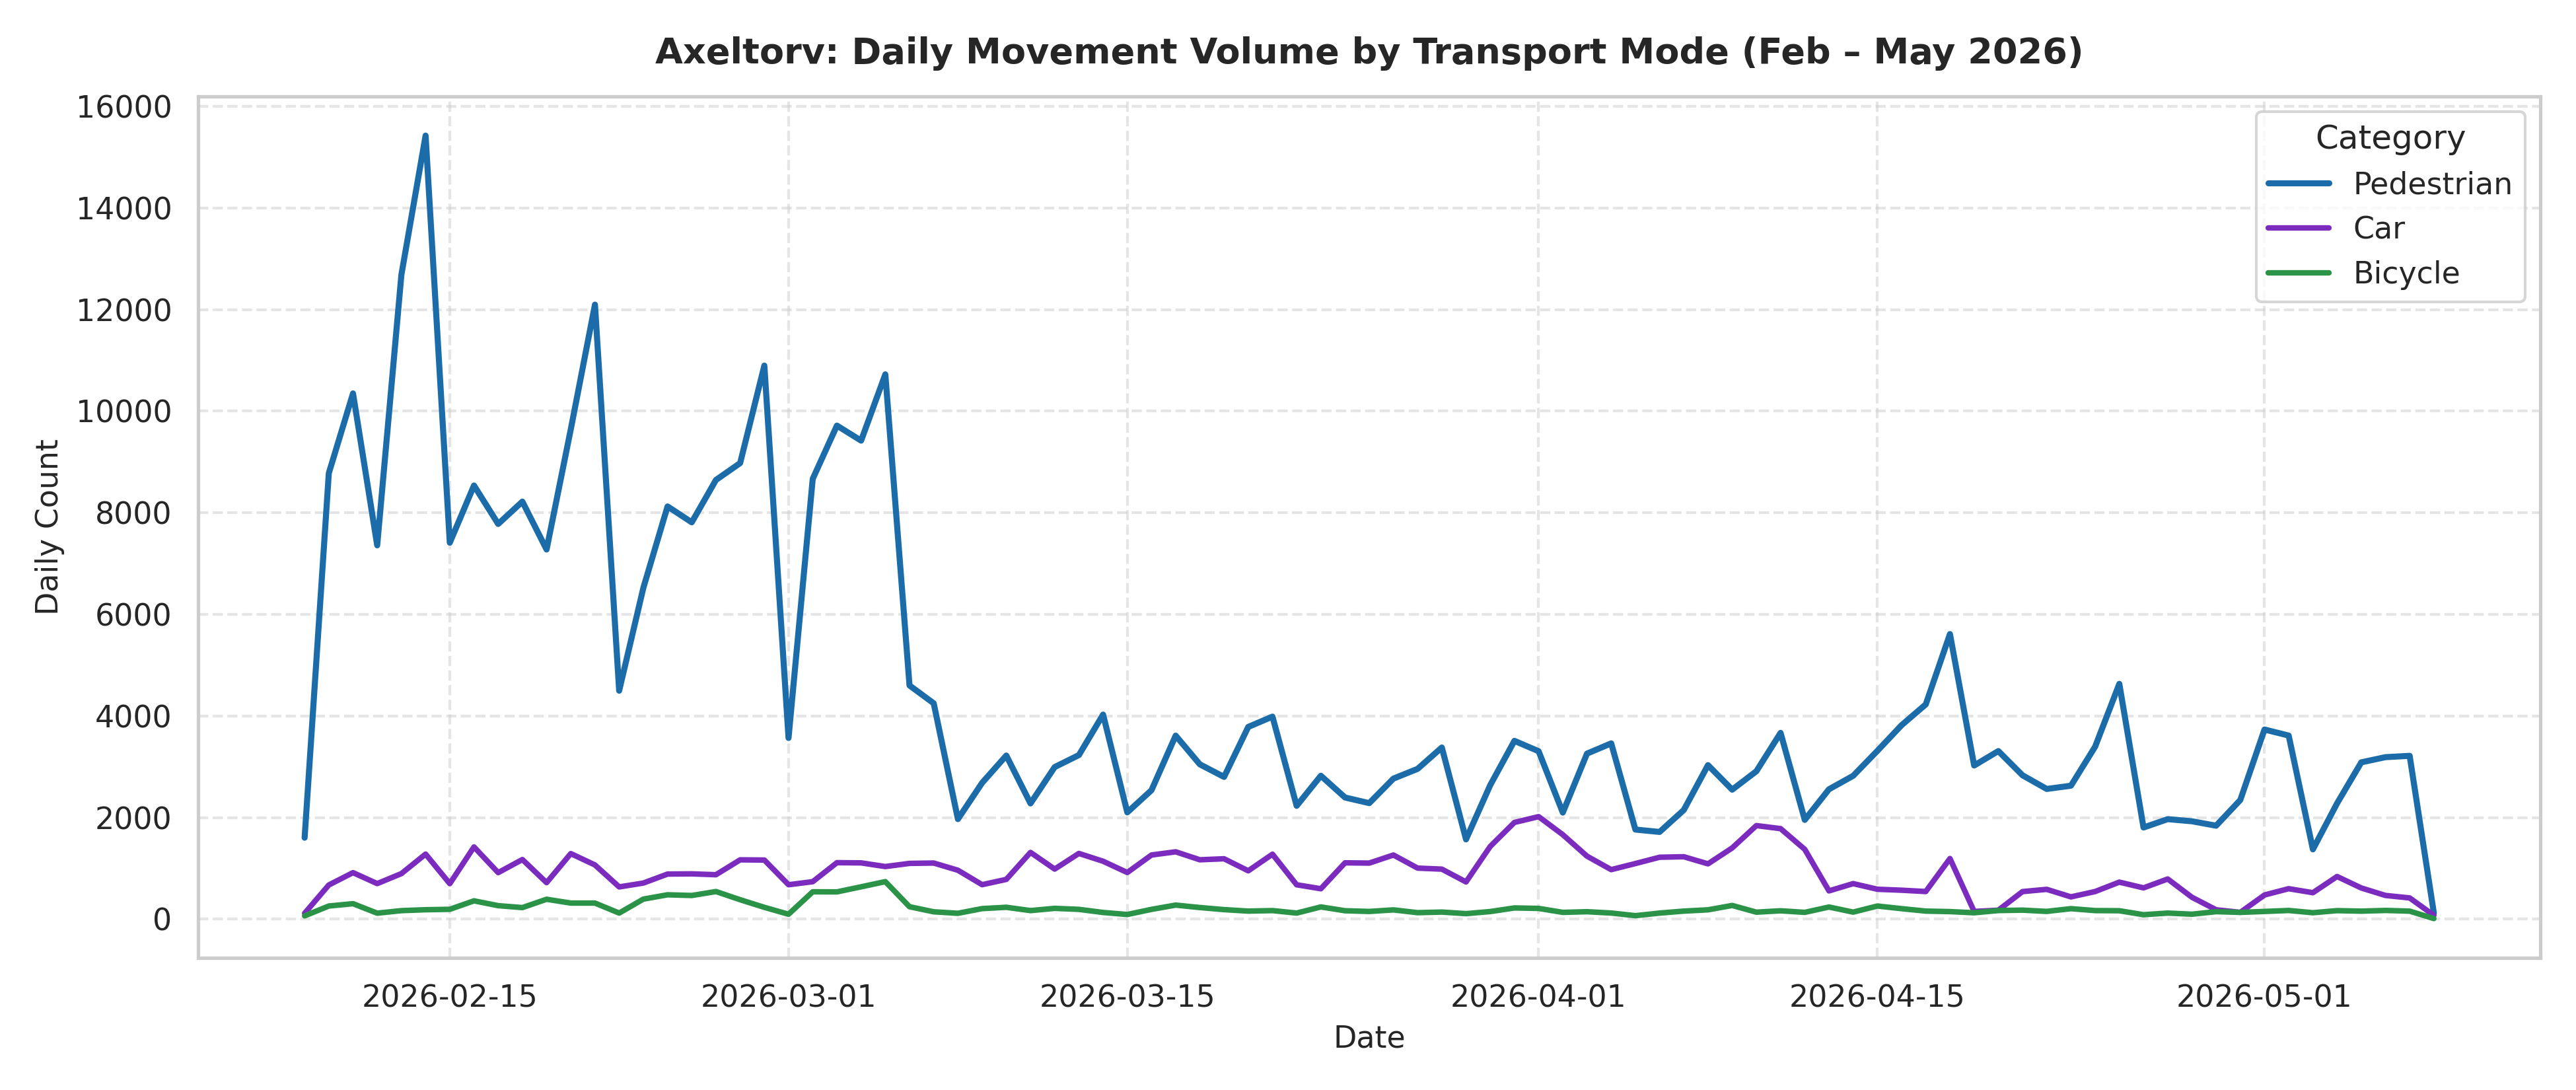 Axeltorv: Daily Movement Volume by Transport Mode (Feb – May 2026)
16000
14000
12000
10000
8000
6000
4000
2000
0
Daily Count
Category
Pedestrian
Car
Bicycle
2026-02-15
2026-03-01
2026-03-15
2026-04-01
2026-04-15
2026-05-01
Date